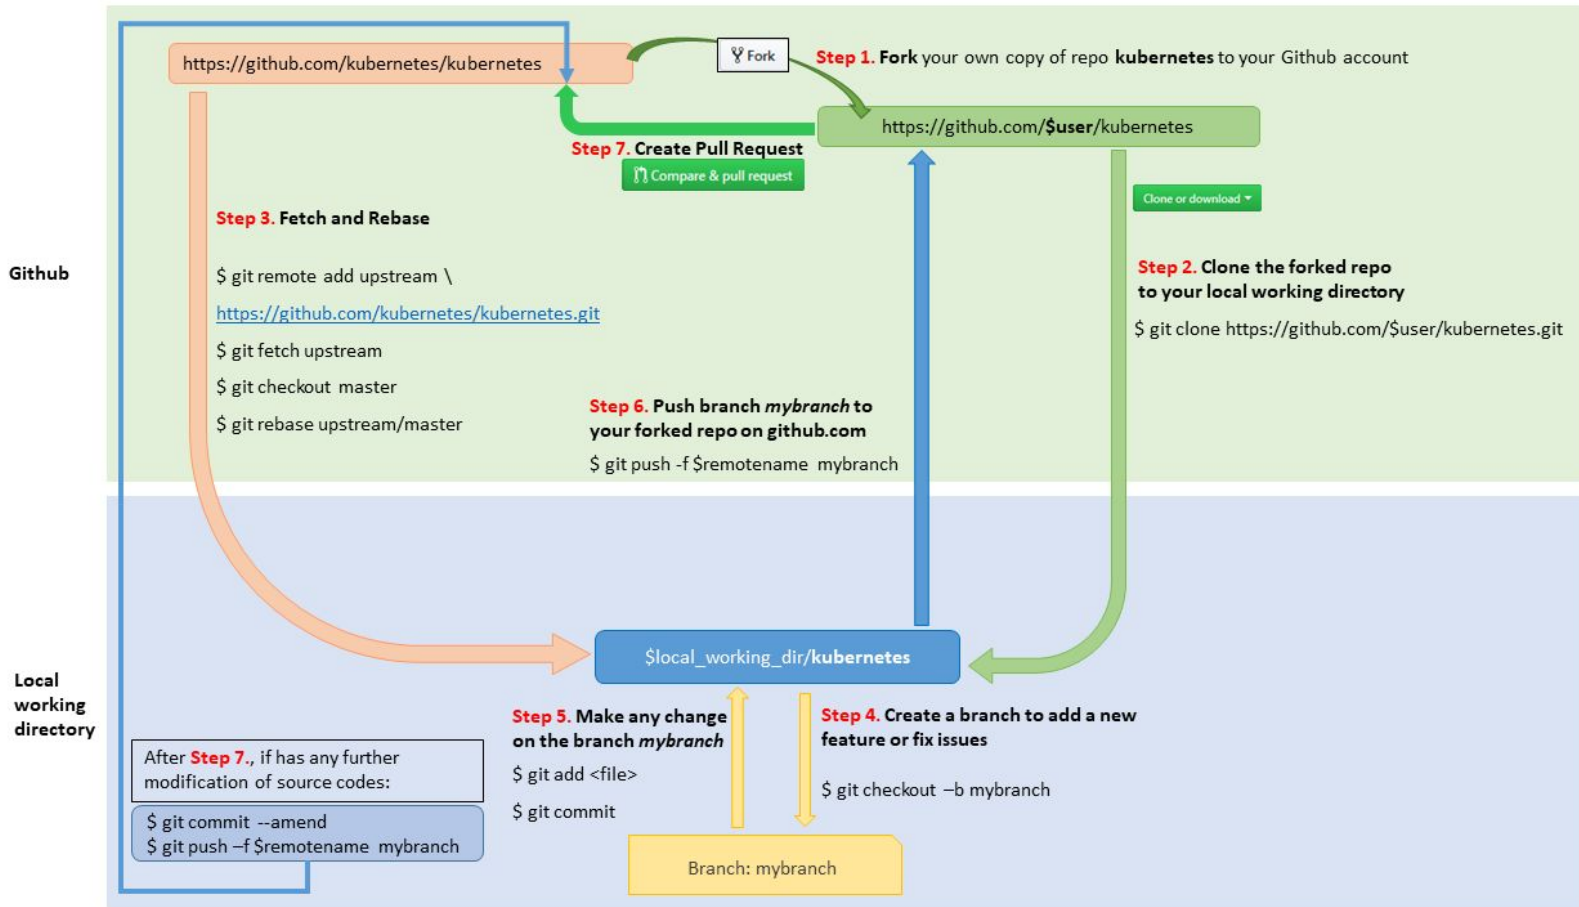 https://github.com/kubernetes/kubernetes
Fork
Step 1. Fork your own copy of repo kubernetes to your Github account
https://github.com/$user/kubernetes
Step 7. Create Pull Request
Compare & pull request
Clone or download
Step 3. Fetch and Rebase
$ git remote add upstream \
https://github.com/kubernetes/kubernetes.git
$ git fetch upstream
$ git checkout master
$ git rebase upstream/master
Github
Step 2. Clone the forked repo
to your local working directory
$ git clone https://github.com/$user/kubernetes.git
Step 6. Push branch mybranch to
your forked repo on github.com
$ git push -f $remotename mybranch
$local_working_dir/kubernetes
Local
working
directory
Step 5. Make any change
on the branch mybranch
$ git add <file>
$ git commit
Step 4. Create a branch to add a new
feature or fix issues
$ git checkout –b mybranch
After Step 7., if has any further
modification of source codes:
$ git commit --amend
$ git push –f $remotename mybranch
Branch: mybranch